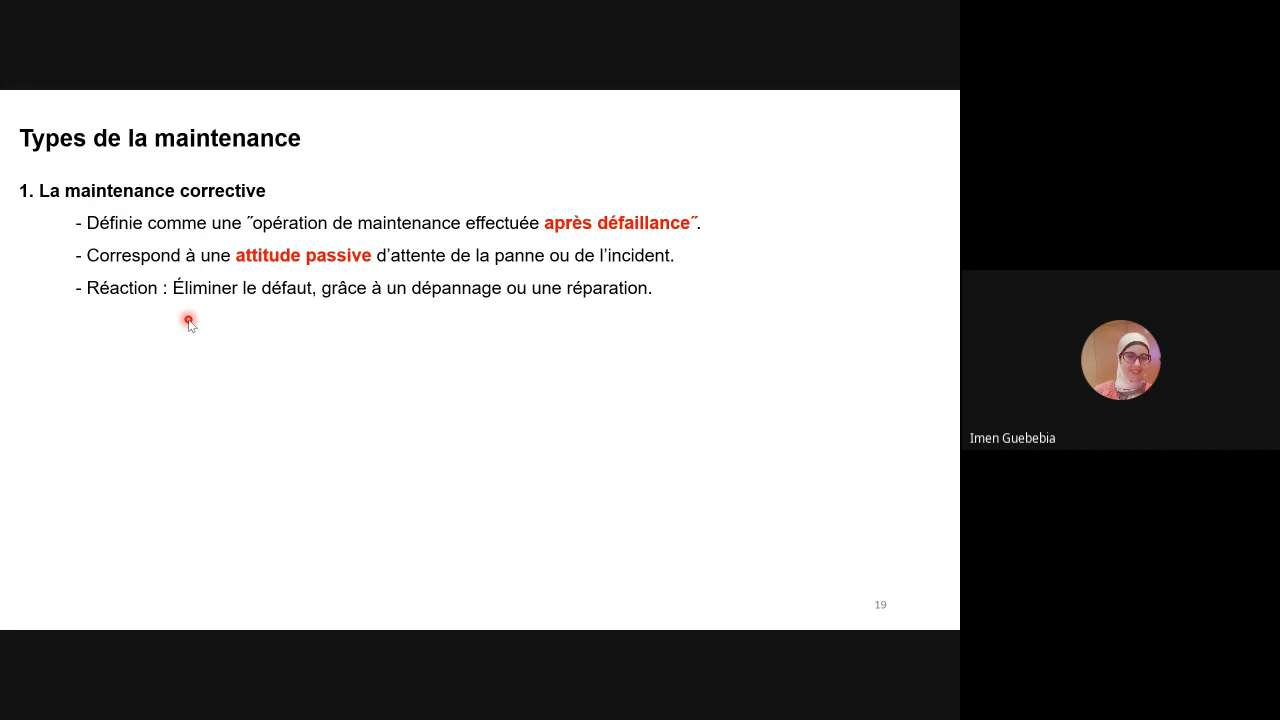 Types de la maintenance
1. La maintenance corrective
- Définie comme une ˝opération de maintenance effectuée après défaillance˝.
- Correspond à une attitude passive d’attente de la panne ou de l’incident.
- Réaction : Éliminer le défaut, grâce à un dépannage ou une réparation.
19
Imen Guebebia